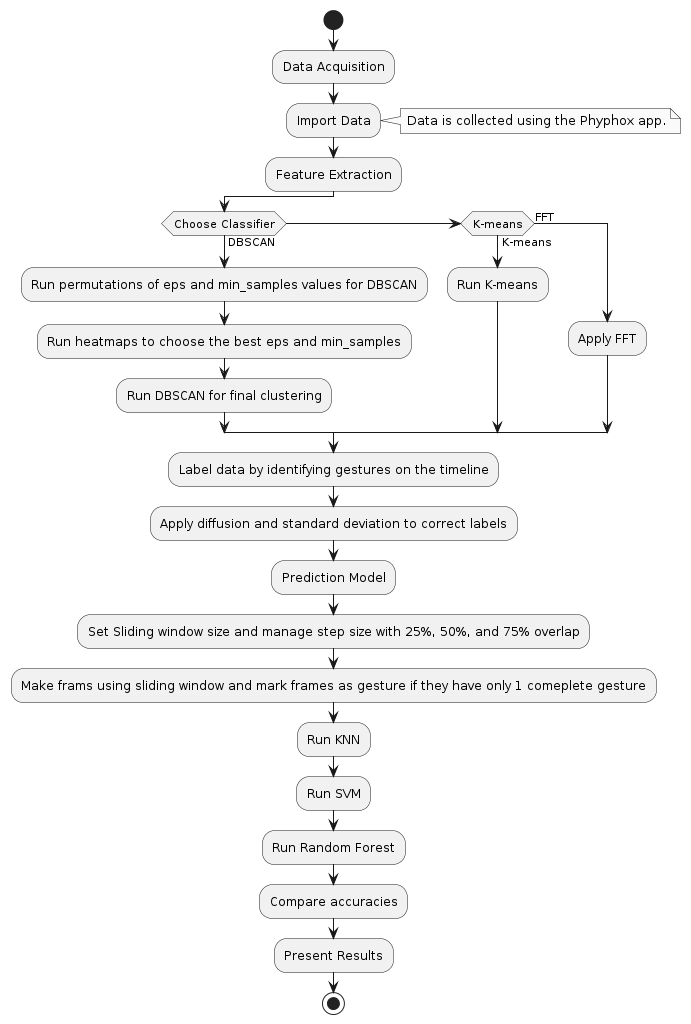 Data Acquisition
Import Data
Data is collected using the Phyphox app.
Feature Extraction
Choose Classifier
DBSCAN
K-means
FFT
K-means
Run permutations of eps and min_samples values for DBSCAN
Run K-means
Run heatmaps to choose the best eps and min_samples
Apply FFT
Run DBSCAN for final clustering
Label data by identifying gestures on the timeline
Apply diffusion and standard deviation to correct labels
Prediction Model
Set Sliding window size and manage step size with 25%, 50%, and 75% overlap
Make frams using sliding window and mark frames as gesture if they have only 1 comeplete gesture
Run KNN
Run SVM
Run Random Forest
Compare accuracies
Present Results